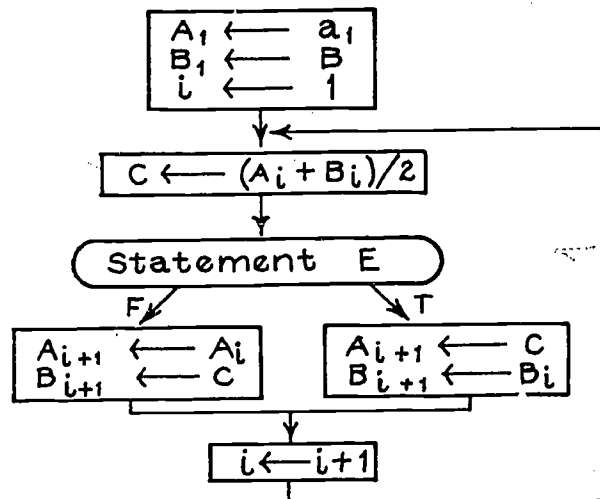 A₁ ← a₁
B₁ ← B
i ← 1
C ← (Aᵢ + Bᵢ)/2
Statement E
F
T
Aᵢ₊₁ ← Aᵢ
Bᵢ₊₁ ← C
Aᵢ₊₁ ← C
Bᵢ₊₁ ← Bᵢ
i ← i+1